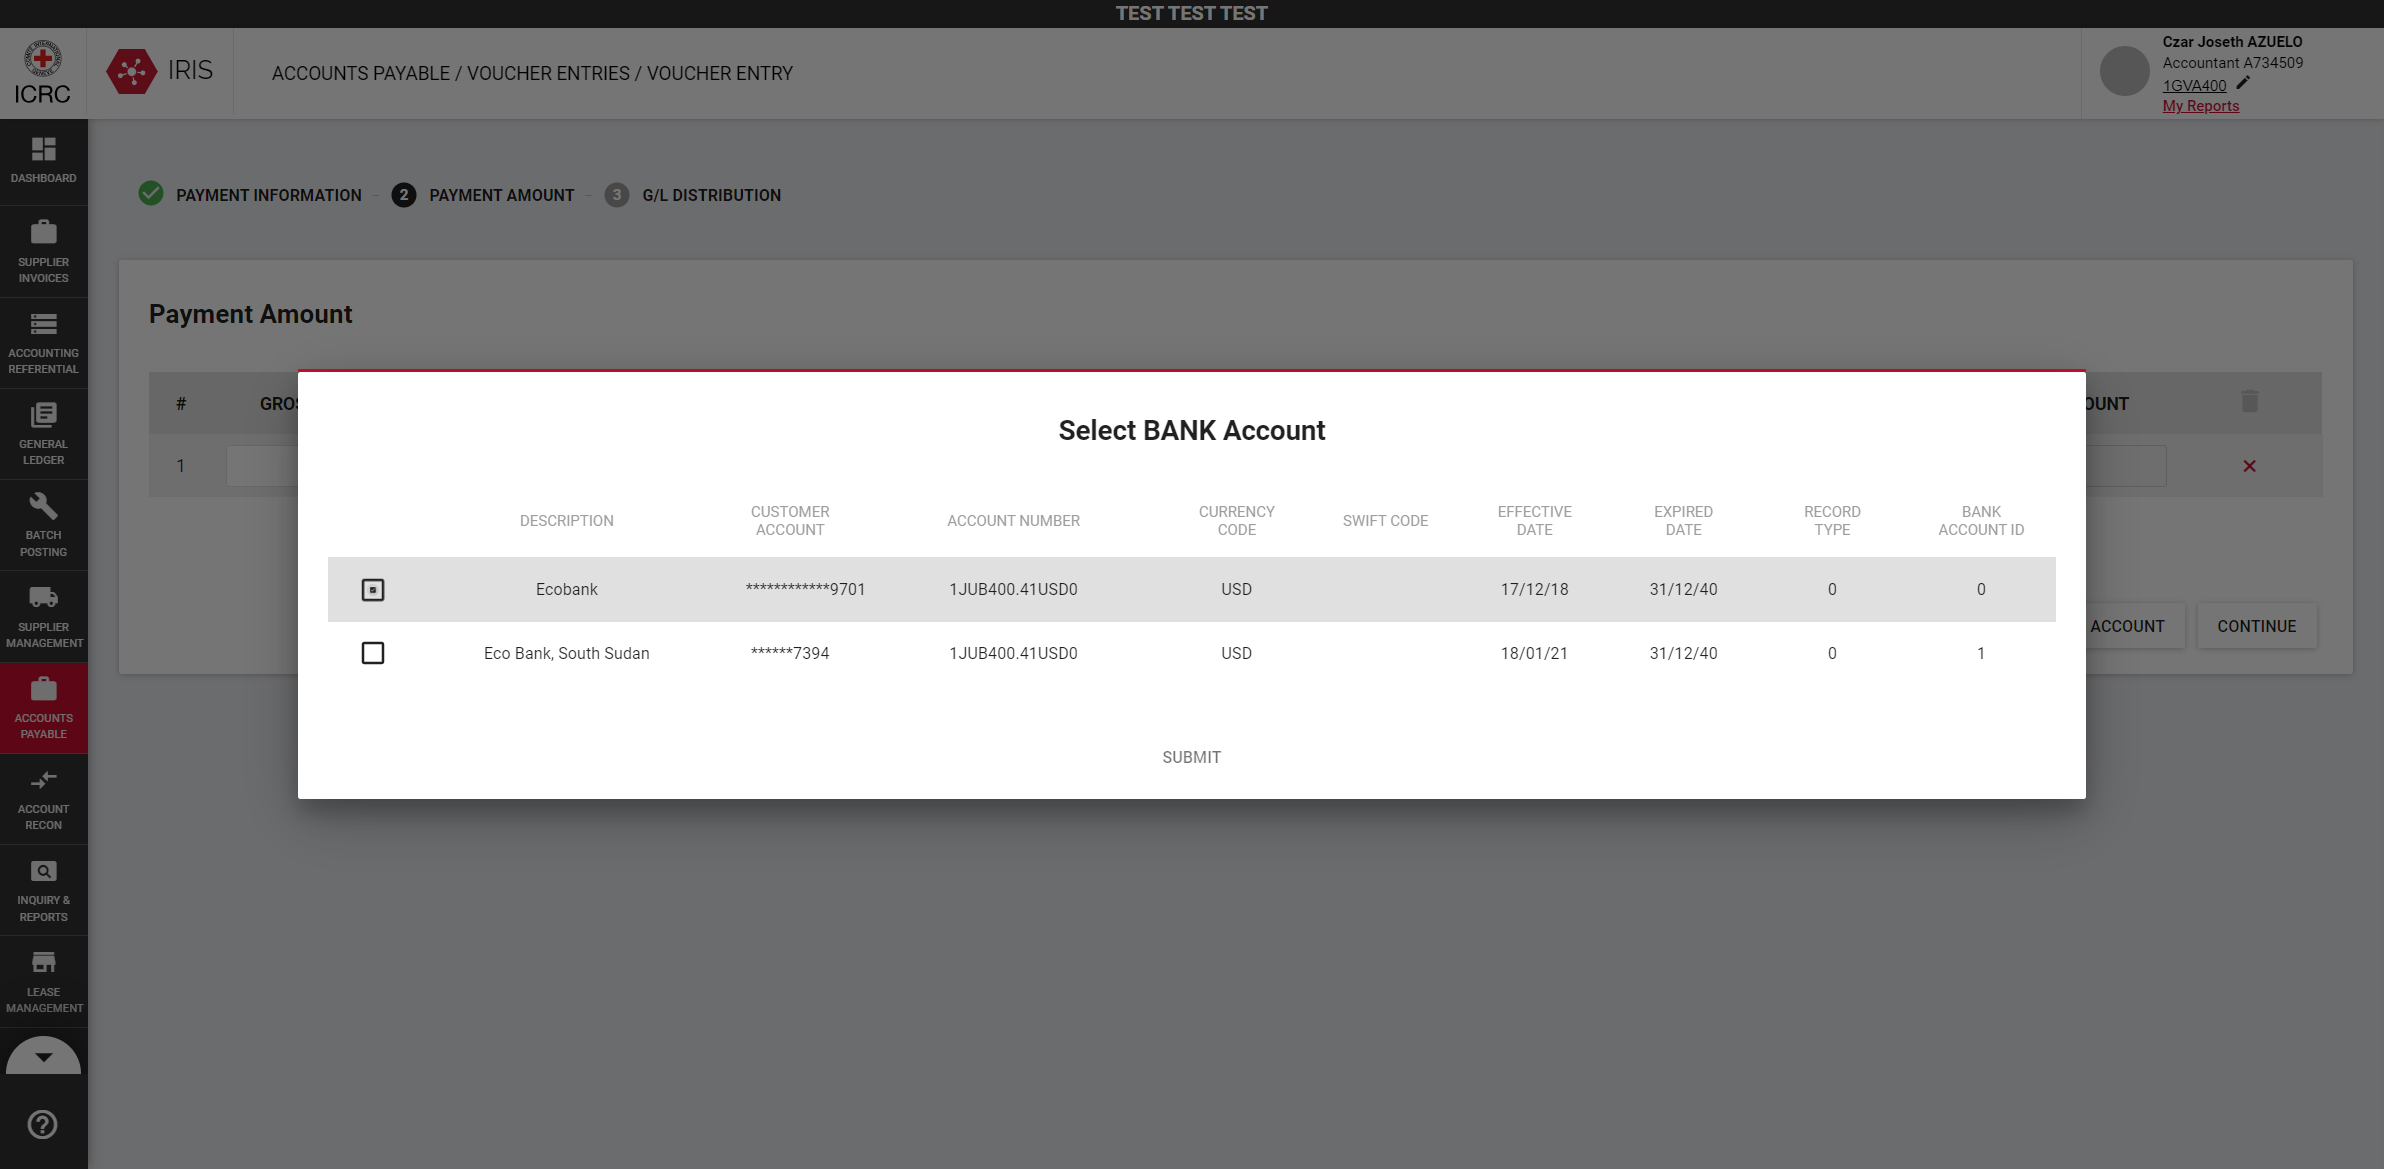 TEST TEST TEST
ICRC
IRIS
ACCOUNTS PAYABLE / VOUCHER ENTRIES / VOUCHER ENTRY
Czar Joseth AZUELO
Accountant A734509
1GVA400
My Reports
DASHBOARD
SUPPLIER
INVOICES
ACCOUNTING
REFERENTIAL
GENERAL
LEDGER
BATCH
POSTING
SUPPLIER
MANAGEMENT
ACCOUNTS
PAYABLE
ACCOUNT
RECON
INQUIRY &
REPORTS
LEASE
MANAGEMENT
PAYMENT INFORMATION - 2 PAYMENT AMOUNT - 3 G/L DISTRIBUTION
Payment Amount
# GROS OUNT
1
Select BANK Account
DESCRIPTION CUSTOMER ACCOUNT ACCOUNT NUMBER CURRENCY CODE SWIFT CODE EFFECTIVE DATE EXPIRED DATE RECORD TYPE BANK ACCOUNT ID
Ecobank ************9701 1JUB400.41USD0 USD 17/12/18 31/12/40 0 0
Eco Bank, South Sudan ******7394 1JUB400.41USD0 USD 18/01/21 31/12/40 0 1
SUBMIT
ACCOUNT CONTINUE